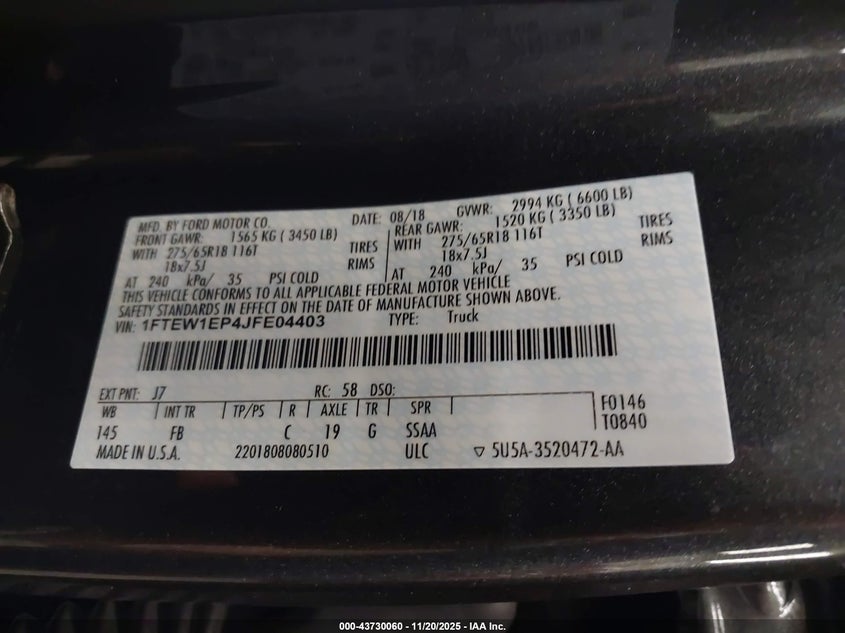 MFD. BY FORD MOTOR CO. DATE: 08/18 GVWR: 2994 KG ( 6600 LB)
FRONT GAWR: 1565 KG ( 3450 LB) REAR GAWR: 1520 KG ( 3350 LB)
WITH 275/65R18 116T TIRES WITH 275/65R18 116T TIRES
18x7.5J RIMS 18x7.5J RIMS
AT 240 kPa/ 35 PSI COLD AT 240 kPa/ 35 PSI COLD
THIS VEHICLE CONFORMS TO ALL APPLICABLE FEDERAL MOTOR VEHICLE
SAFETY STANDARDS IN EFFECT ON THE DATE OF MANUFACTURE SHOWN ABOVE.
VIN: 1FTEW1EP4JFE04403 TYPE: Truck
EXT PNT: J7 RC: 58 DSO:
WB INT TR TP/PS R AXLE TR SPR F0146
145 FB C 19 G SSAA T0840
MADE IN U.S.A. 2201808080510 ULC ▽ 5U5A-3520472-AA
000-43730060 - 11/20/2025 - IAA Inc.